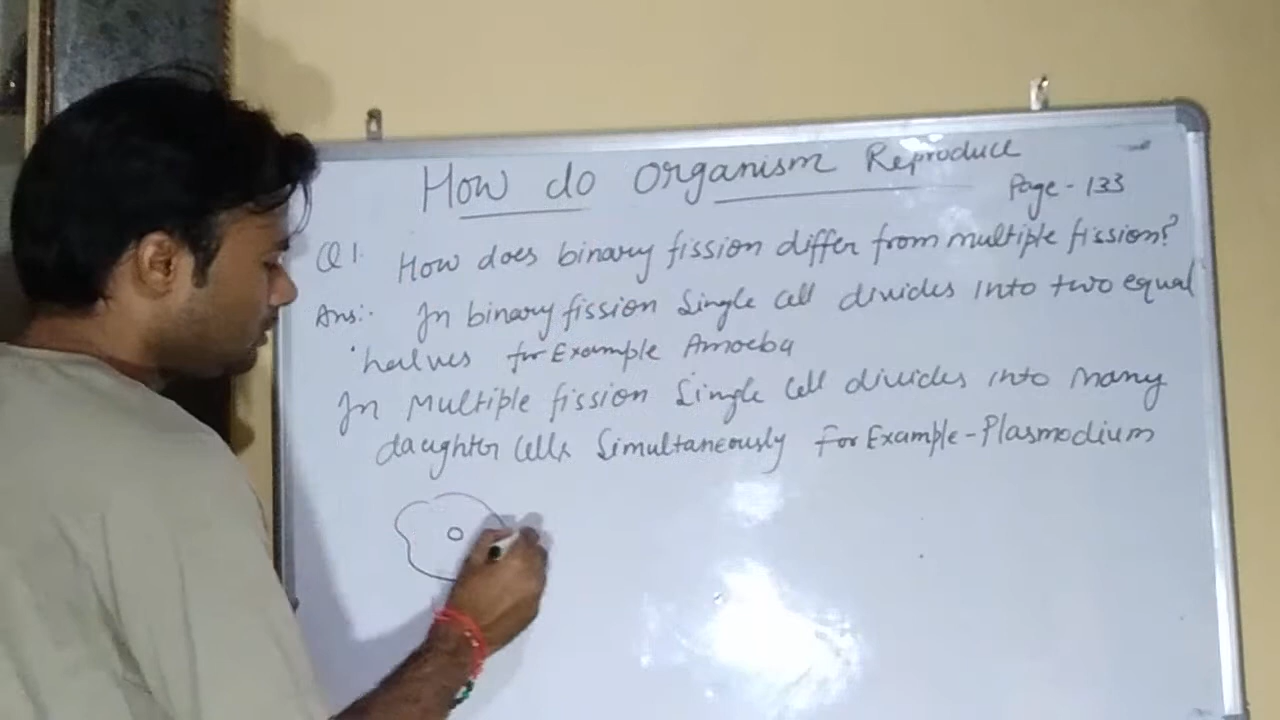 How do Organism Reproduce
Page - 133
Q1. How does binary fission differ from multiple fission?
Ans:- In binary fission Single Cell divides into two equal
halves for Example Amoeba
In Multiple fission Single Cell divides into Many
daughter Cells Simultaneously for Example - Plasmodium